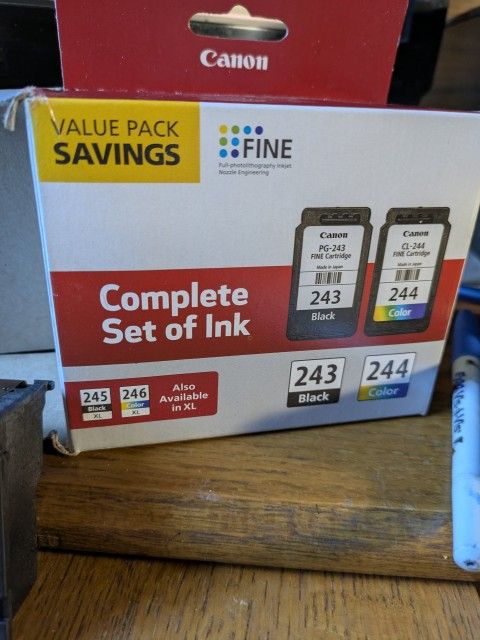 Canon
VALUE PACK
SAVINGS
FINE
Full-photolithography Inkjet
Nozzle Engineering
Canon
PG-243
FINE Cartridge
Made in Japan
243
Black
Canon
CL-244
FINE Cartridge
Made in Japan
244
Color
Complete
Set of Ink
245
Black
XL
246
Color
XL
Also
Available
in XL
243
Black
244
Color